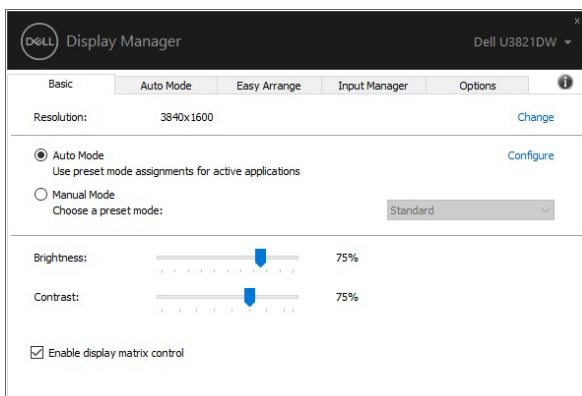 x
DELL Display Manager Dell U3821DW
Basic Auto Mode Easy Arrange Input Manager Options i
Resolution: 3840x1600 Change
Auto Mode Configure
Use preset mode assignments for active applications
Manual Mode
Choose a preset mode: Standard
Brightness: 75%
Contrast: 75%
Enable display matrix control